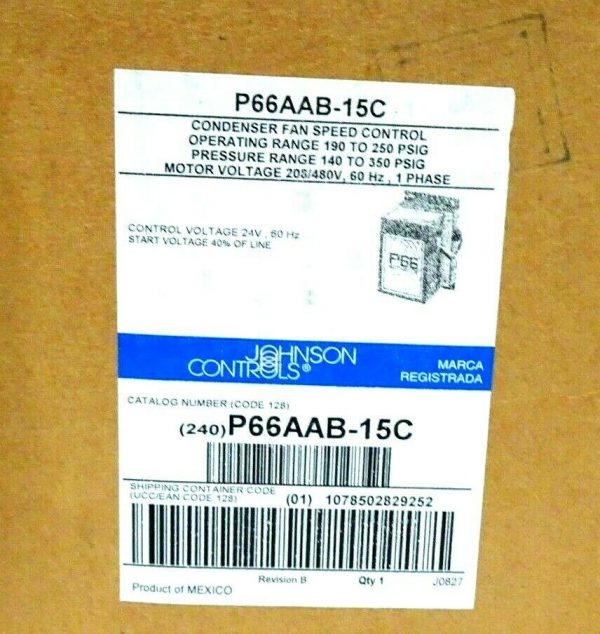 P66AAB-15C
CONDENSER FAN SPEED CONTROL
OPERATING RANGE 190 TO 250 PSIG
PRESSURE RANGE 140 TO 350 PSIG
MOTOR VOLTAGE 208/480V, 60 Hz , 1 PHASE
CONTROL VOLTAGE 24V , 60 Hz
START VOLTAGE 40% OF LINE
P66
JOHNSON
CONTROLS®
MARCA
REGISTRADA
CATALOG NUMBER (CODE 128)
(240)P66AAB-15C
SHIPPING CONTAINER CODE
(UCC/EAN CODE 128)
(01) 1078502829252
Revision B Qty 1 J0827
Product of MEXICO